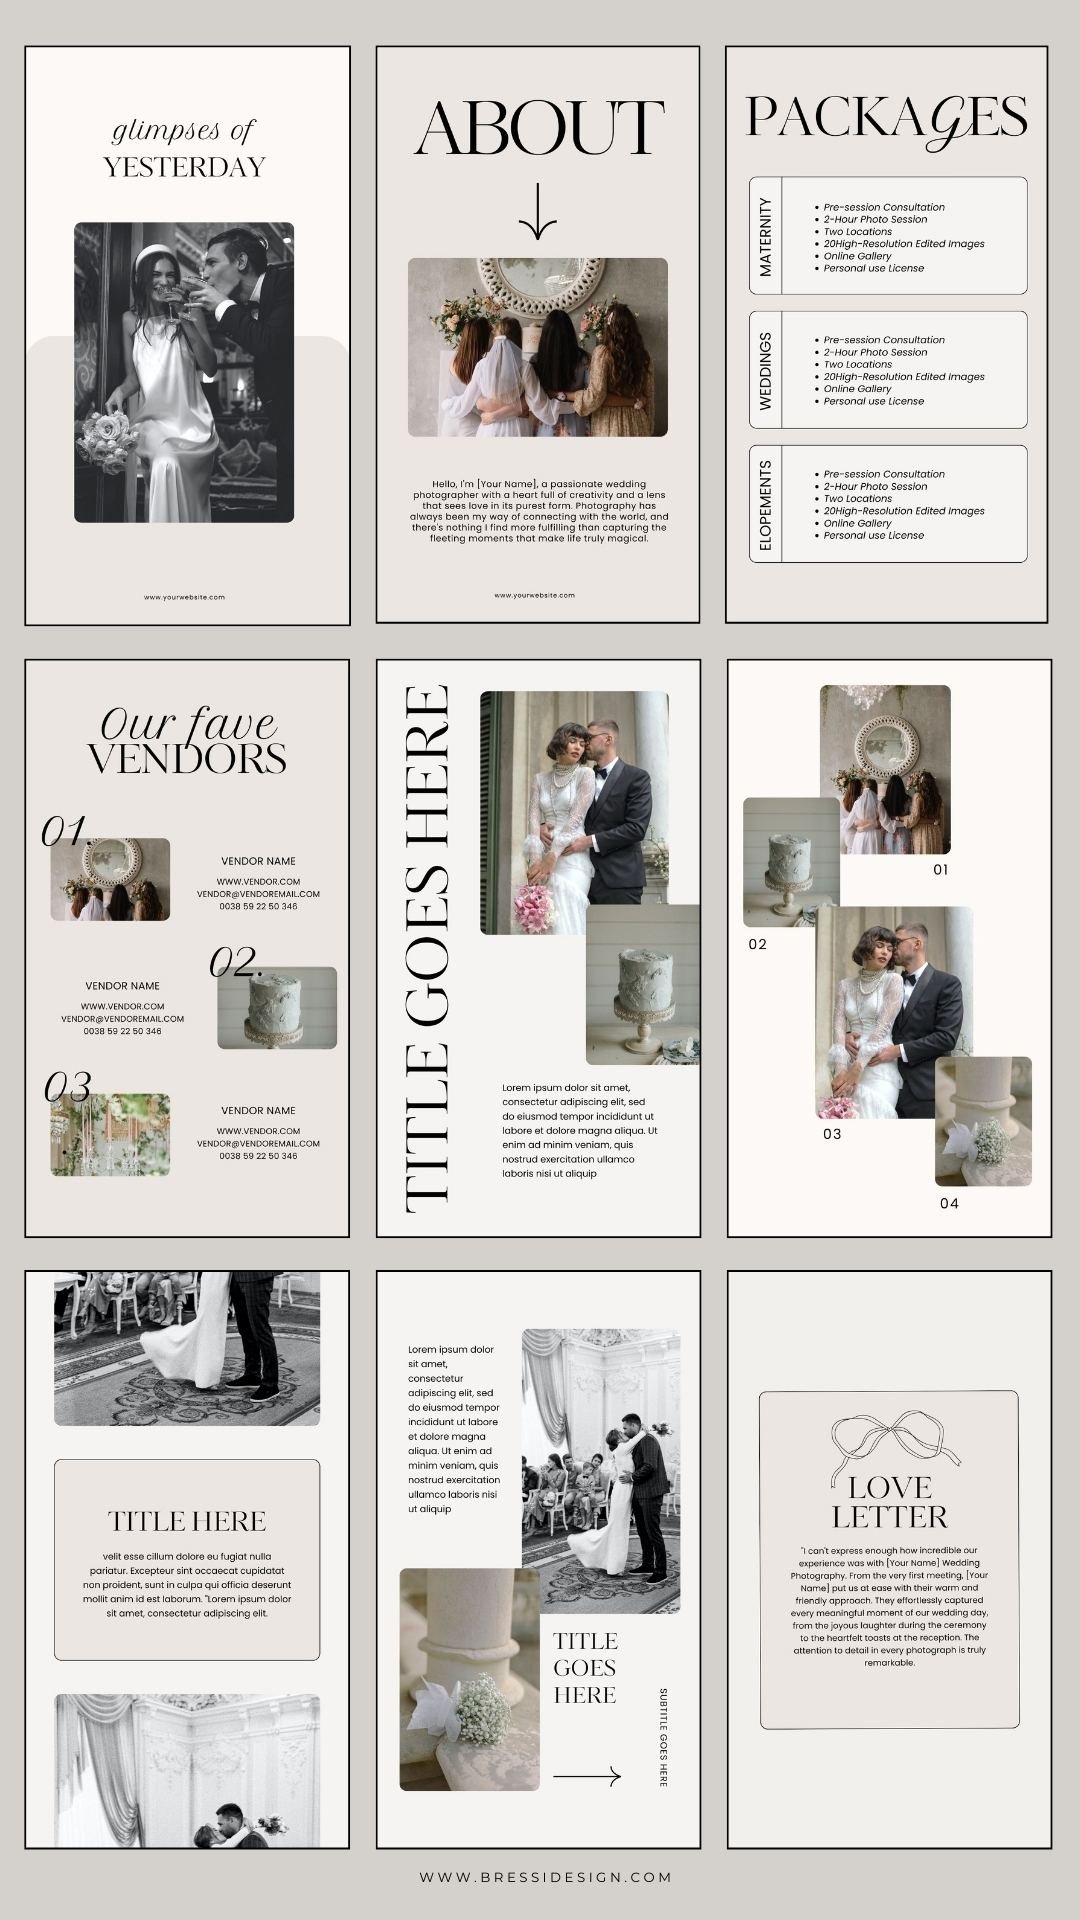 glimpses of
YESTERDAY
www.yourwebsite.com
ABOUT
Hello, I'm [Your Name], a passionate wedding
photographer with a heart full of creativity and a lens
that sees love in its purest form. Photography has
always been my way of connecting with the world, and
there's nothing I find more fulfilling than capturing the
fleeting moments that make life truly magical.
www.yourwebsite.com
PACKAGES
MATERNITY
• Pre-session Consultation
• 2-Hour Photo Session
• Two Locations
• 20High-Resolution Edited Images
• Online Gallery
• Personal use License
WEDDINGS
• Pre-session Consultation
• 2-Hour Photo Session
• Two Locations
• 20High-Resolution Edited Images
• Online Gallery
• Personal use License
ELOPEMENTS
• Pre-session Consultation
• 2-Hour Photo Session
• Two Locations
• 20High-Resolution Edited Images
• Online Gallery
• Personal use License
Our fave
VENDORS
01.
VENDOR NAME
WWW.VENDOR.COM
VENDOR@VENDOREMAIL.COM
0038 59 22 50 346
02.
VENDOR NAME
WWW.VENDOR.COM
VENDOR@VENDOREMAIL.COM
0038 59 22 50 346
03
VENDOR NAME
WWW.VENDOR.COM
VENDOR@VENDOREMAIL.COM
0038 59 22 50 346
TITLE GOES HERE
Lorem ipsum dolor sit amet,
consectetur adipiscing elit, sed
do eiusmod tempor incididunt ut
labore et dolore magna aliqua. Ut
enim ad minim veniam, quis
nostrud exercitation ullamco
laboris nisi ut aliquip
01
02
03
04
TITLE HERE
velit esse cillum dolore eu fugiat nulla
pariatur. Excepteur sint occaecat cupidatat
non proident, sunt in culpa qui officia deserunt
mollit anim id est laborum. "Lorem ipsum dolor
sit amet, consectetur adipiscing elit.
Lorem ipsum dolor
sit amet,
consectetur
adipiscing elit, sed
do eiusmod tempor
incididunt ut labore
et dolore magna
aliqua. Ut enim ad
minim veniam, quis
nostrud exercitation
ullamco laboris nisi
ut aliquip
TITLE
GOES
HERE
SUBTITLE GOES HERE
LOVE
LETTER
"I can't express enough how incredible our
experience was with [Your Name] Wedding
Photography. From the very first meeting, [Your
Name] put us at ease with their warm and
friendly approach. They effortlessly captured
every meaningful moment of our wedding day,
from the joyous laughter during the ceremony
to the heartfelt toasts at the reception. The
attention to detail in every photograph is truly
remarkable.
WWW.BRESSIDESIGN.COM